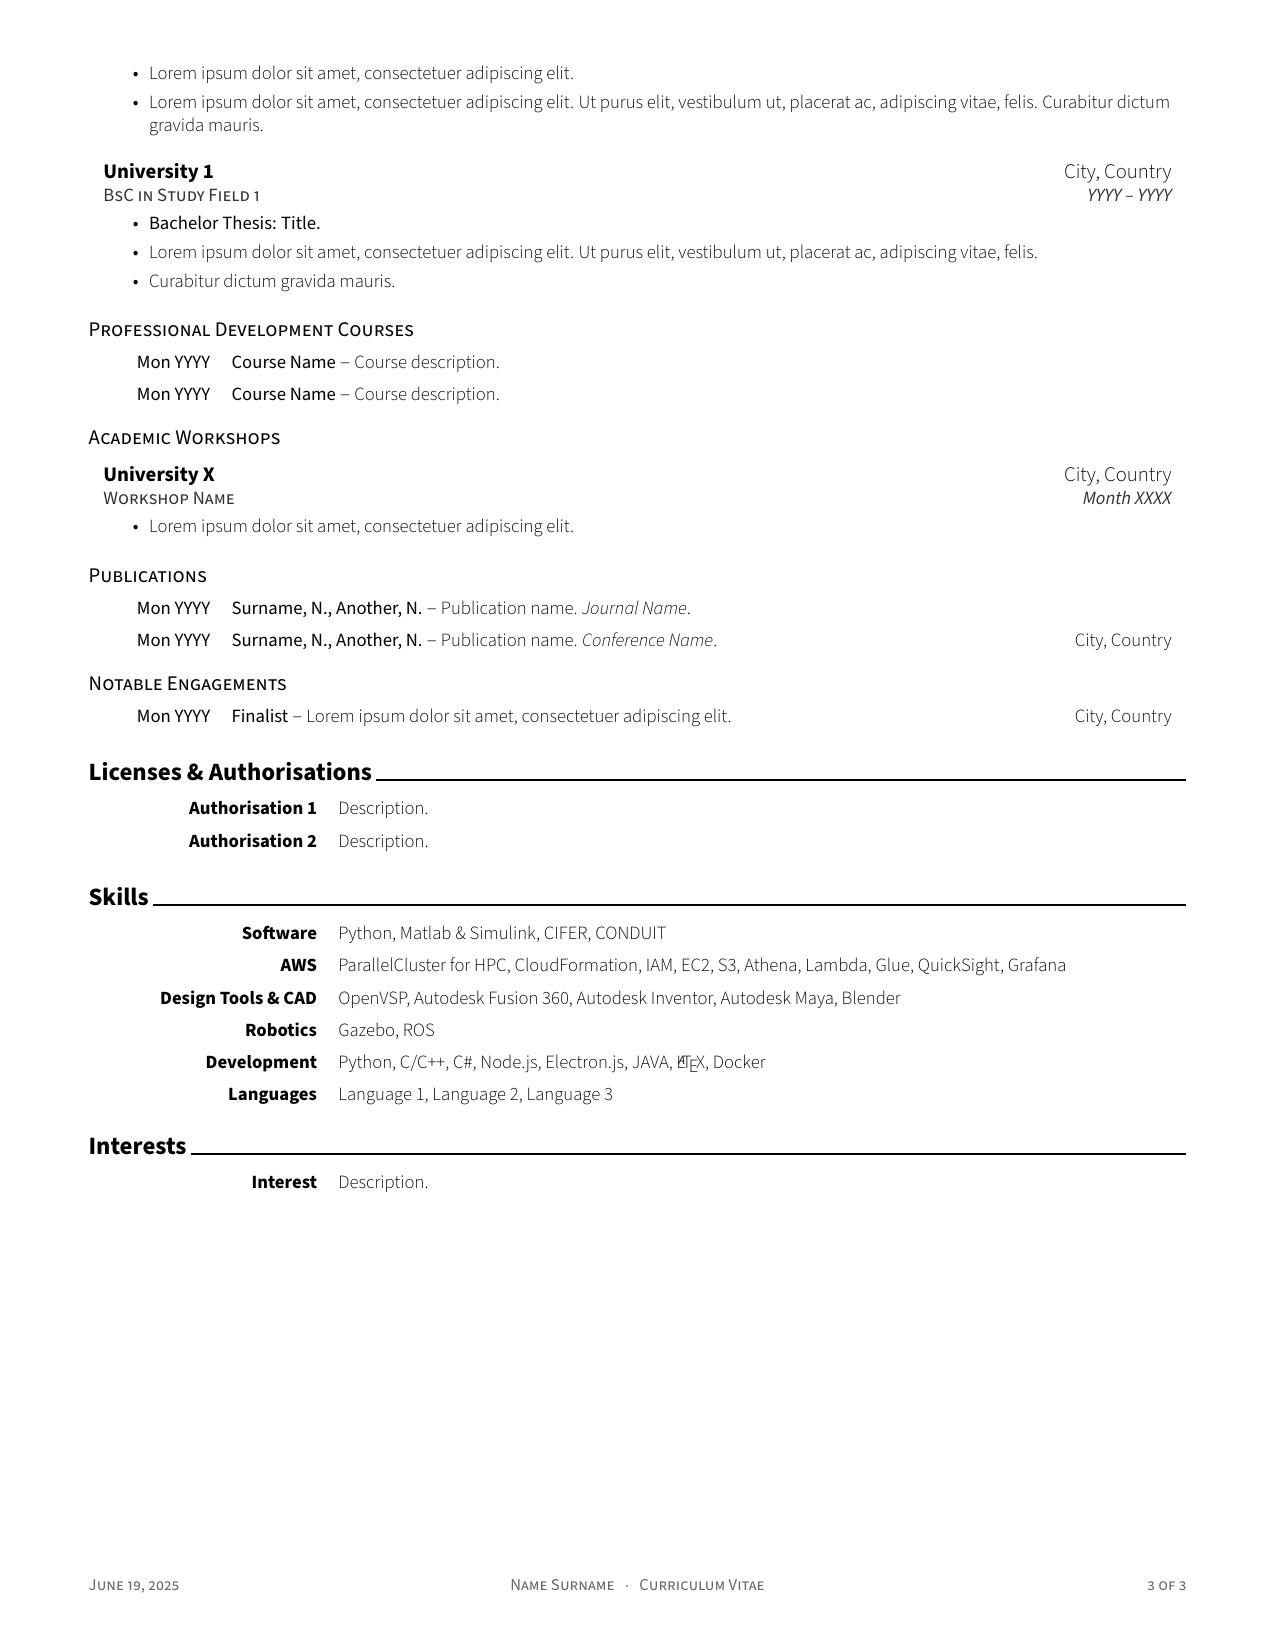 • Lorem ipsum dolor sit amet, consectetuer adipiscing elit.
• Lorem ipsum dolor sit amet, consectetuer adipiscing elit. Ut purus elit, vestibulum ut, placerat ac, adipiscing vitae, felis. Curabitur dictum
gravida mauris.
University 1 City, Country
BsC in Study Field 1 YYYY – YYYY
• Bachelor Thesis: Title.
• Lorem ipsum dolor sit amet, consectetuer adipiscing elit. Ut purus elit, vestibulum ut, placerat ac, adipiscing vitae, felis.
• Curabitur dictum gravida mauris.
Professional Development Courses
Mon YYYY Course Name – Course description.
Mon YYYY Course Name – Course description.
Academic Workshops
University X City, Country
Workshop Name Month XXXX
• Lorem ipsum dolor sit amet, consectetuer adipiscing elit.
Publications
Mon YYYY Surname, N., Another, N. – Publication name. Journal Name.
Mon YYYY Surname, N., Another, N. – Publication name. Conference Name. City, Country
Notable Engagements
Mon YYYY Finalist – Lorem ipsum dolor sit amet, consectetuer adipiscing elit. City, Country
Licenses & Authorisations
Authorisation 1 Description.
Authorisation 2 Description.
Skills
Software Python, Matlab & Simulink, CIFER, CONDUIT
AWS ParallelCluster for HPC, CloudFormation, IAM, EC2, S3, Athena, Lambda, Glue, QuickSight, Grafana
Design Tools & CAD OpenVSP, Autodesk Fusion 360, Autodesk Inventor, Autodesk Maya, Blender
Robotics Gazebo, ROS
Development Python, C/C++, C#, Node.js, Electron.js, JAVA, LATEX, Docker
Languages Language 1, Language 2, Language 3
Interests
Interest Description.
June 19, 2025 Name Surname · Curriculum Vitae 3 of 3